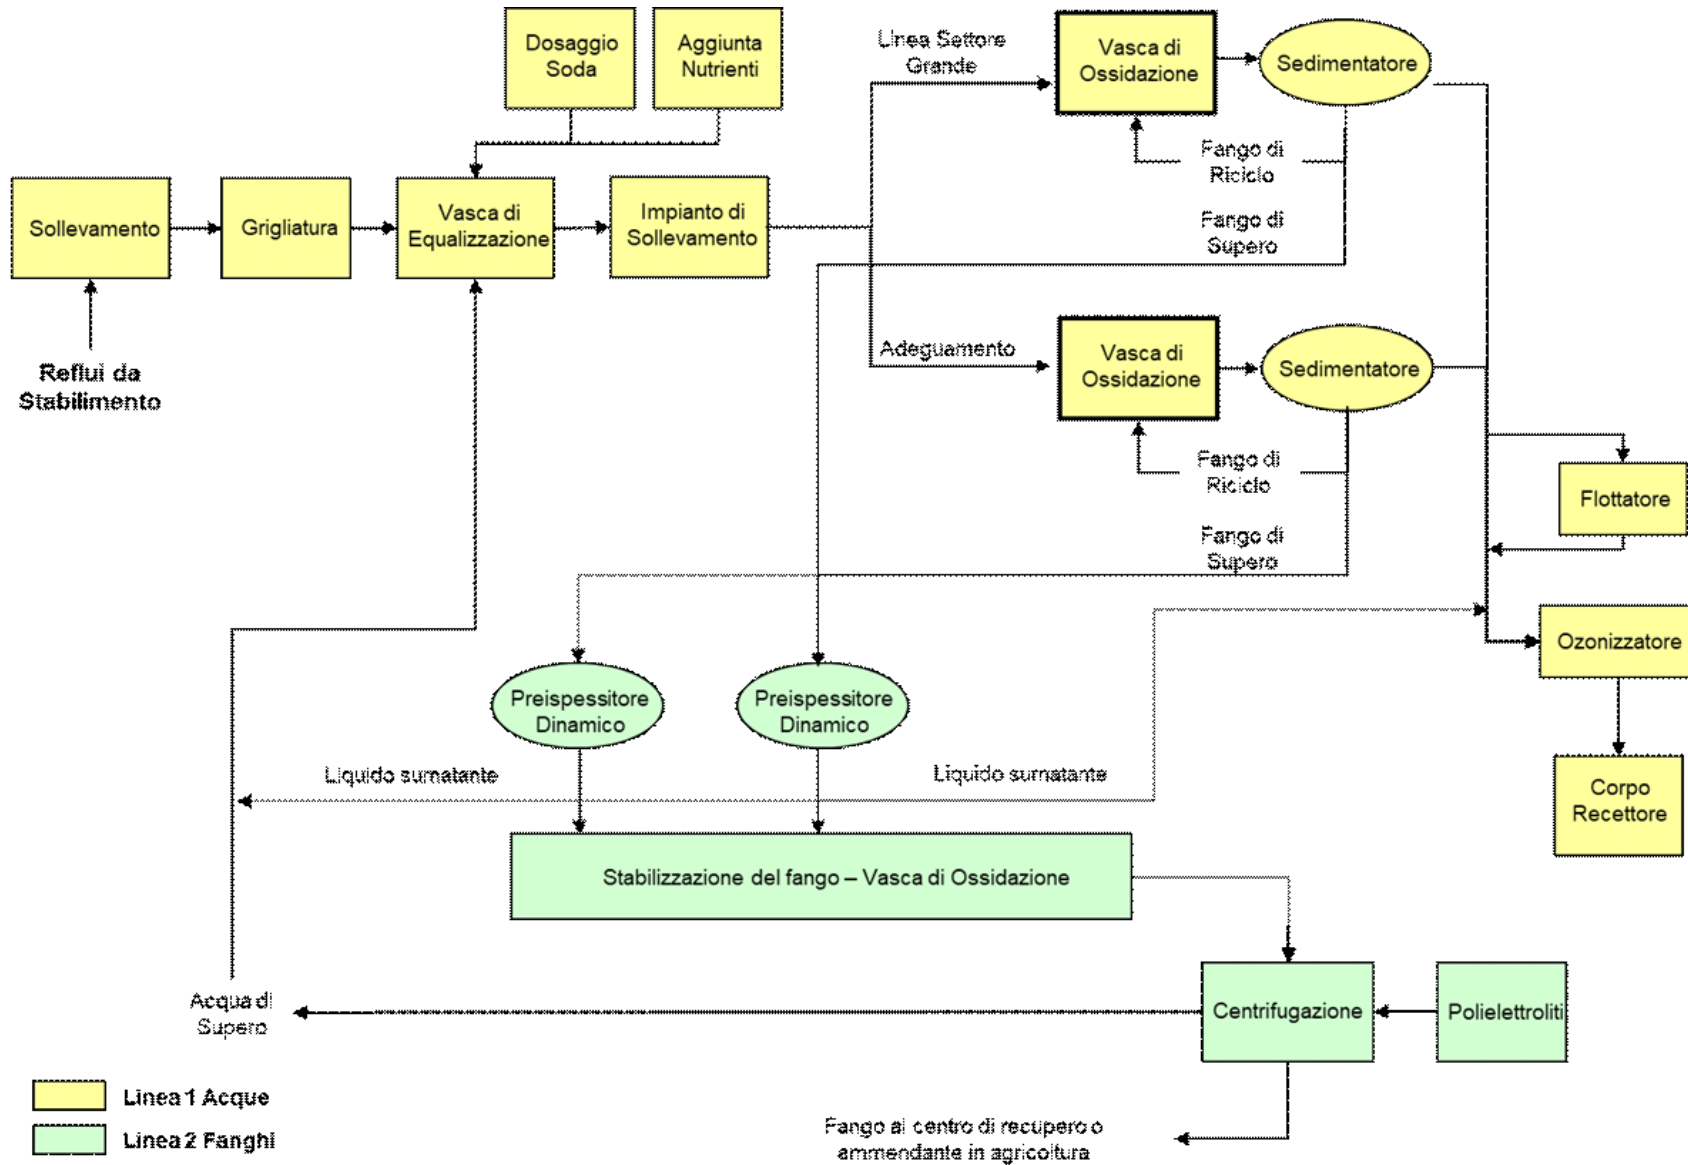 Dosaggio
Soda
Aggiunta
Nutrienti
Linea Settore
Grande
Vasca di
Ossidazione
Sedimentatore
Fango di
Riciclo
Fango di
Supero
Sollevamento
Grigliatura
Vasca di
Equalizzazione
Impianto di
Sollevamento
Reflui da
Stabilimento
Adeguamento
Vasca di
Ossidazione
Sedimentatore
Fango di
Riciclo
Fango di
Supero
Flottatore
Ozonizzatore
Corpo
Recettore
Preispessitore
Dinamico
Preispessitore
Dinamico
Liquido surnatante
Liquido surnatante
Stabilizzazione del fango – Vasca di Ossidazione
Acqua di
Supero
Centrifugazione
Polielettroliti
Linea 1 Acque
Linea 2 Fanghi
Fango al centro di recupero o
ammendante in agricoltura